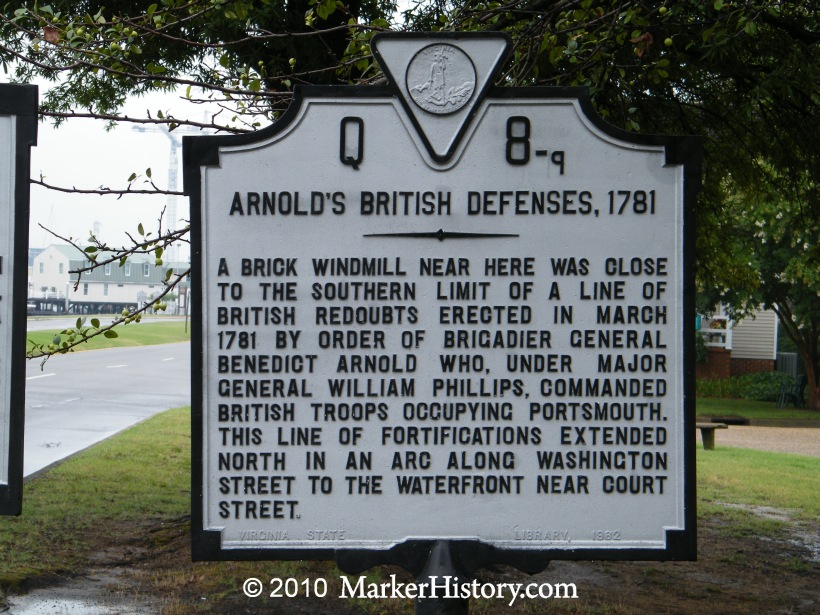 Q 8-q
ARNOLD'S BRITISH DEFENSES, 1781
A BRICK WINDMILL NEAR HERE WAS CLOSE
TO THE SOUTHERN LIMIT OF A LINE OF
BRITISH REDOUBTS ERECTED IN MARCH
1781 BY ORDER OF BRIGADIER GENERAL
BENEDICT ARNOLD WHO, UNDER MAJOR
GENERAL WILLIAM PHILLIPS, COMMANDED
BRITISH TROOPS OCCUPYING PORTSMOUTH.
THIS LINE OF FORTIFICATIONS EXTENDED
NORTH IN AN ARC ALONG WASHINGTON
STREET TO THE WATERFRONT NEAR COURT
STREET.
VIRGINIA STATE LIBRARY, 1982
© 2010 MarkerHistory.com